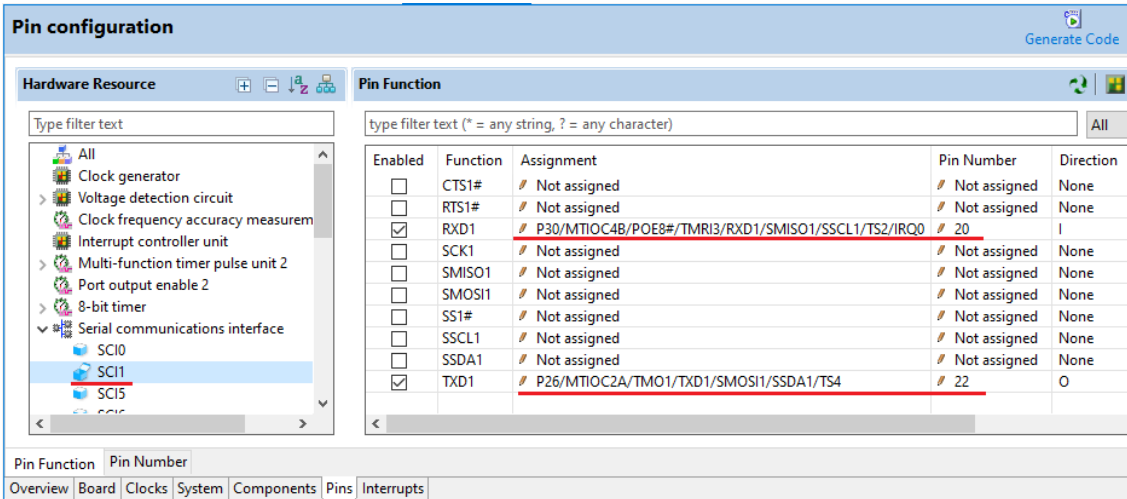 Pin configuration
Generate Code
Hardware Resource
Type filter text
All
Clock generator
Voltage detection circuit
Clock frequency accuracy measurem
Interrupt controller unit
Multi-function timer pulse unit 2
Port output enable 2
8-bit timer
Serial communications interface
SCI0
SCI1
SCI5
Pin Function
type filter text (* = any string, ? = any character) All
Enabled Function Assignment Pin Number Direction
CTS1# Not assigned Not assigned None
RTS1# Not assigned Not assigned None
RXD1 P30/MTIOC4B/POE8#/TMRI3/RXD1/SMISO1/SSCL1/TS2/IRQ0 20 I
SCK1 Not assigned Not assigned None
SMISO1 Not assigned Not assigned None
SMOSI1 Not assigned Not assigned None
SS1# Not assigned Not assigned None
SSCL1 Not assigned Not assigned None
SSDA1 Not assigned Not assigned None
TXD1 P26/MTIOC2A/TMO1/TXD1/SMOSI1/SSDA1/TS4 22 O
Pin Function Pin Number
Overview Board Clocks System Components Pins Interrupts